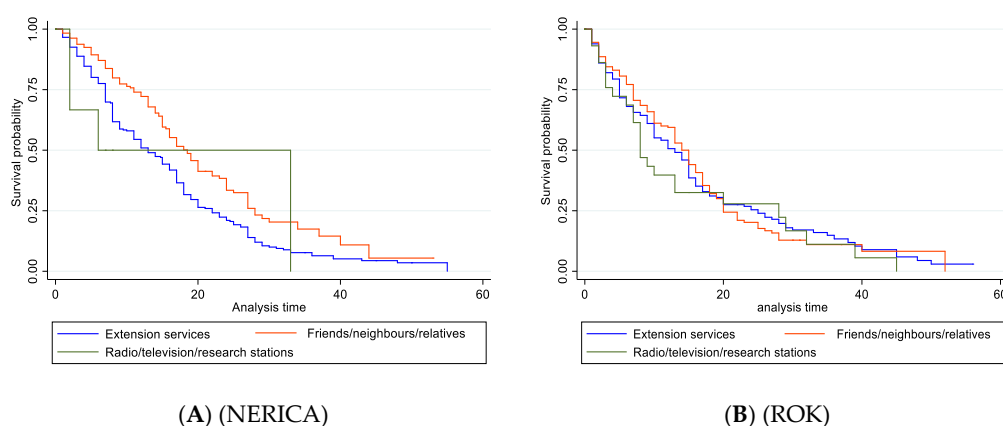 1.00
0.75
0.50
0.25
0.00
Survival probability
0 20 40 60
Analysis time
Extension services Friends/neighbours/relatives
Radio/television/research stations
(A) (NERICA)
1.00
0.75
0.50
0.25
0.00
Survival probability
0 20 40 60
analysis time
Extension services Friends/neighbours/relatives
Radio/television/research stations
(B) (ROK)